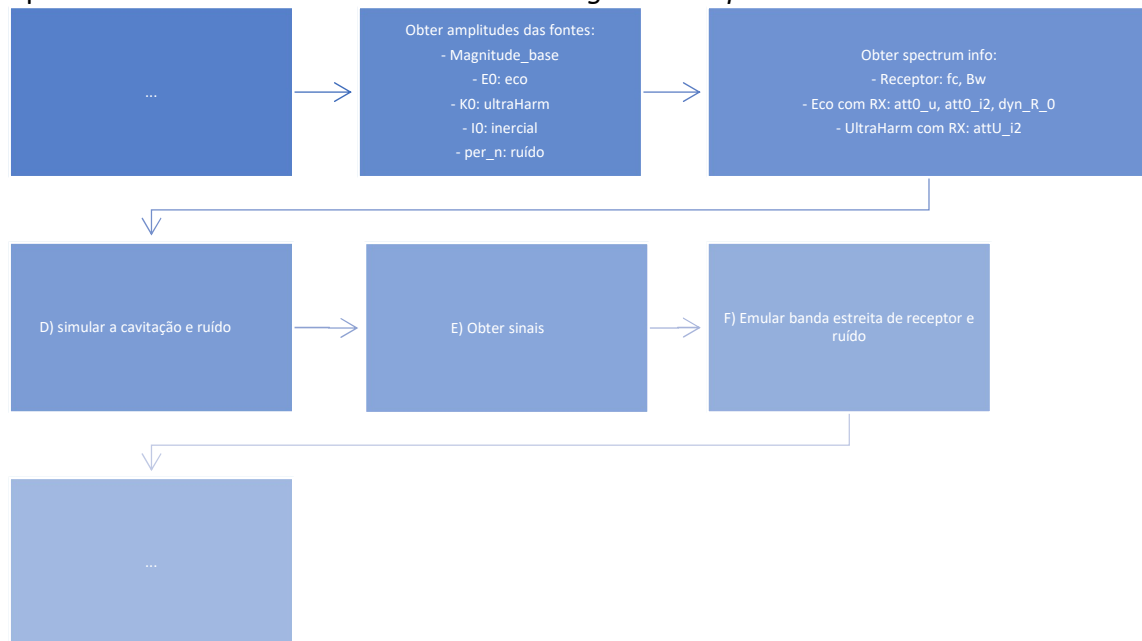 ...
Obter amplitudes das fontes:
- Magnitude_base
- E0: eco
- K0: ultraHarm
- I0: inercial
- per_n: ruído
Obter spectrum info:
- Receptor: fc, Bw
- Eco com RX: att0_u, att0_i2, dyn_R_0
- UltraHarm com RX: attU_i2
D) simular a cavitação e ruído
E) Obter sinais
F) Emular banda estreita de receptor e
ruído
...